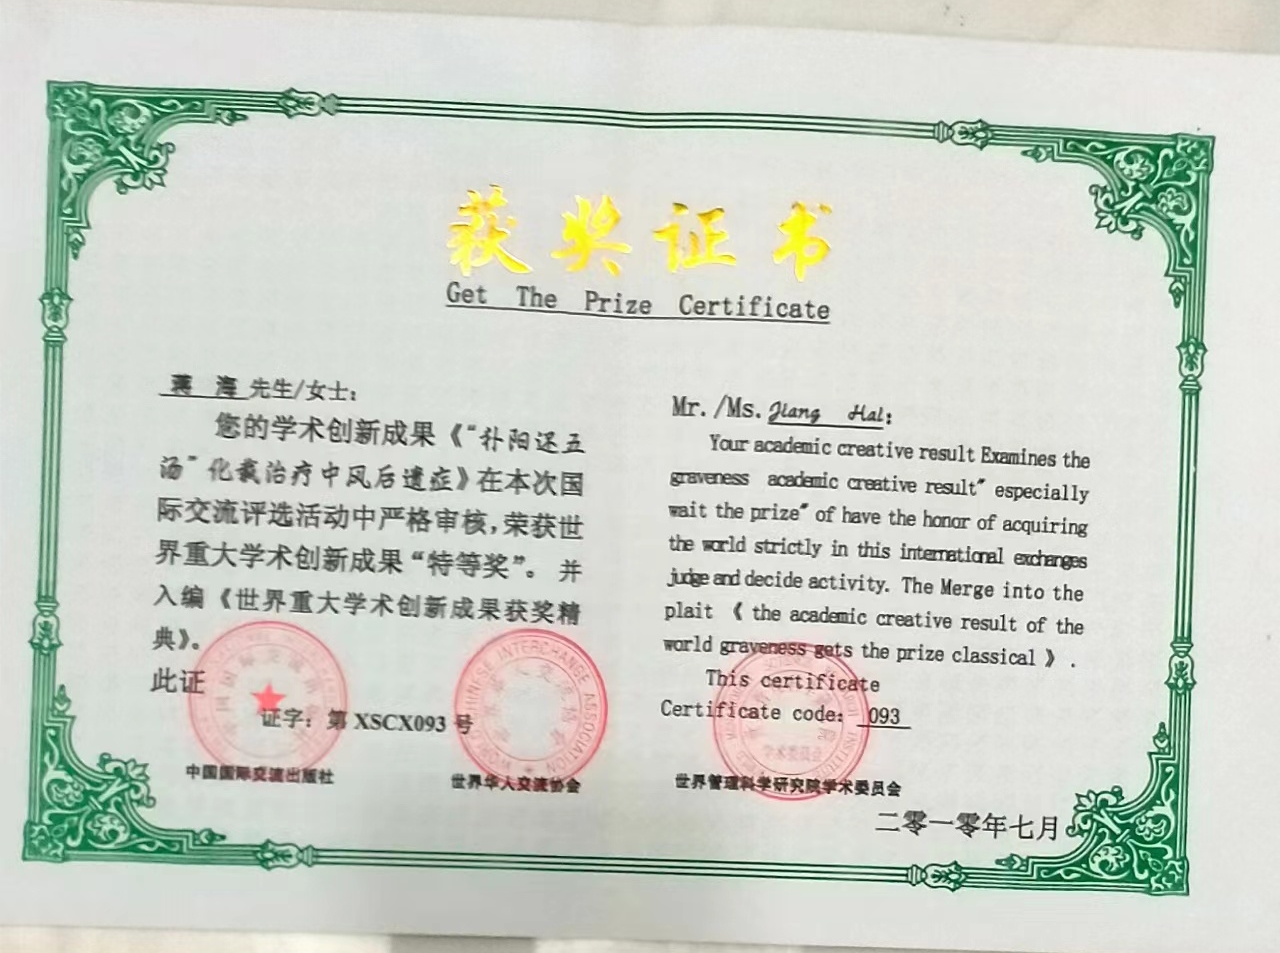 获奖证书
Get The Prize Certificate
蒋 海 先生/女士:
您的学术创新成果《“补阳还五
汤”化裁治疗中风后遗症》在本次国
际交流评选活动中严格审核,荣获世
界重大学术创新成果“特等奖”。并
入编《世界重大学术创新成果获奖精
典》。
此证
证字: 第 XSCX093 号
中国国际交流出版社
世界华人交流协会
Mr. /Ms. Jiang Hai:
Your academic creative result Examines the
graveness academic creative result" especially
wait the prize" of have the honor of acquiring
the world strictly in this international exchanges
judge and decide activity. The Merge into the
plait 《 the academic creative result of the
world graveness gets the prize classical 》 .
This certificate
Certificate code: 093
世界管理科学研究院学术委员会
二零一零年七月
WORLD CHINESE INTERCHANGE ASSOCIATION
学术委员会